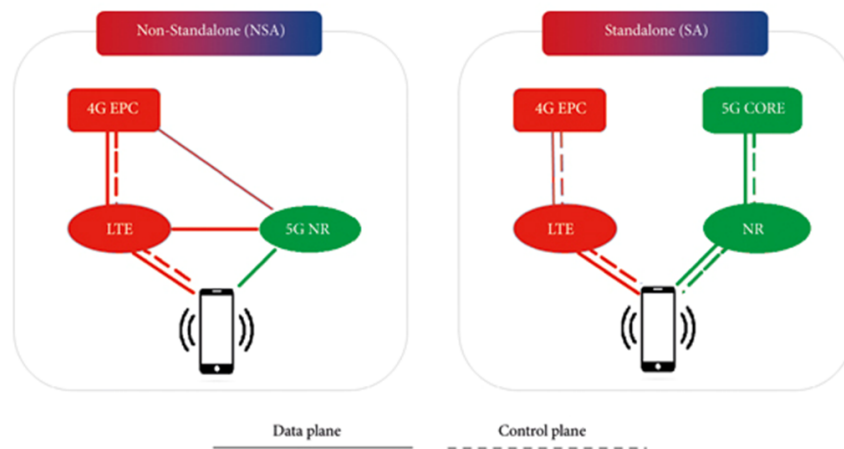 Non-Standalone (NSA)
4G EPC
LTE
5G NR
Standalone (SA)
4G EPC
5G CORE
LTE
NR
Data plane
Control plane